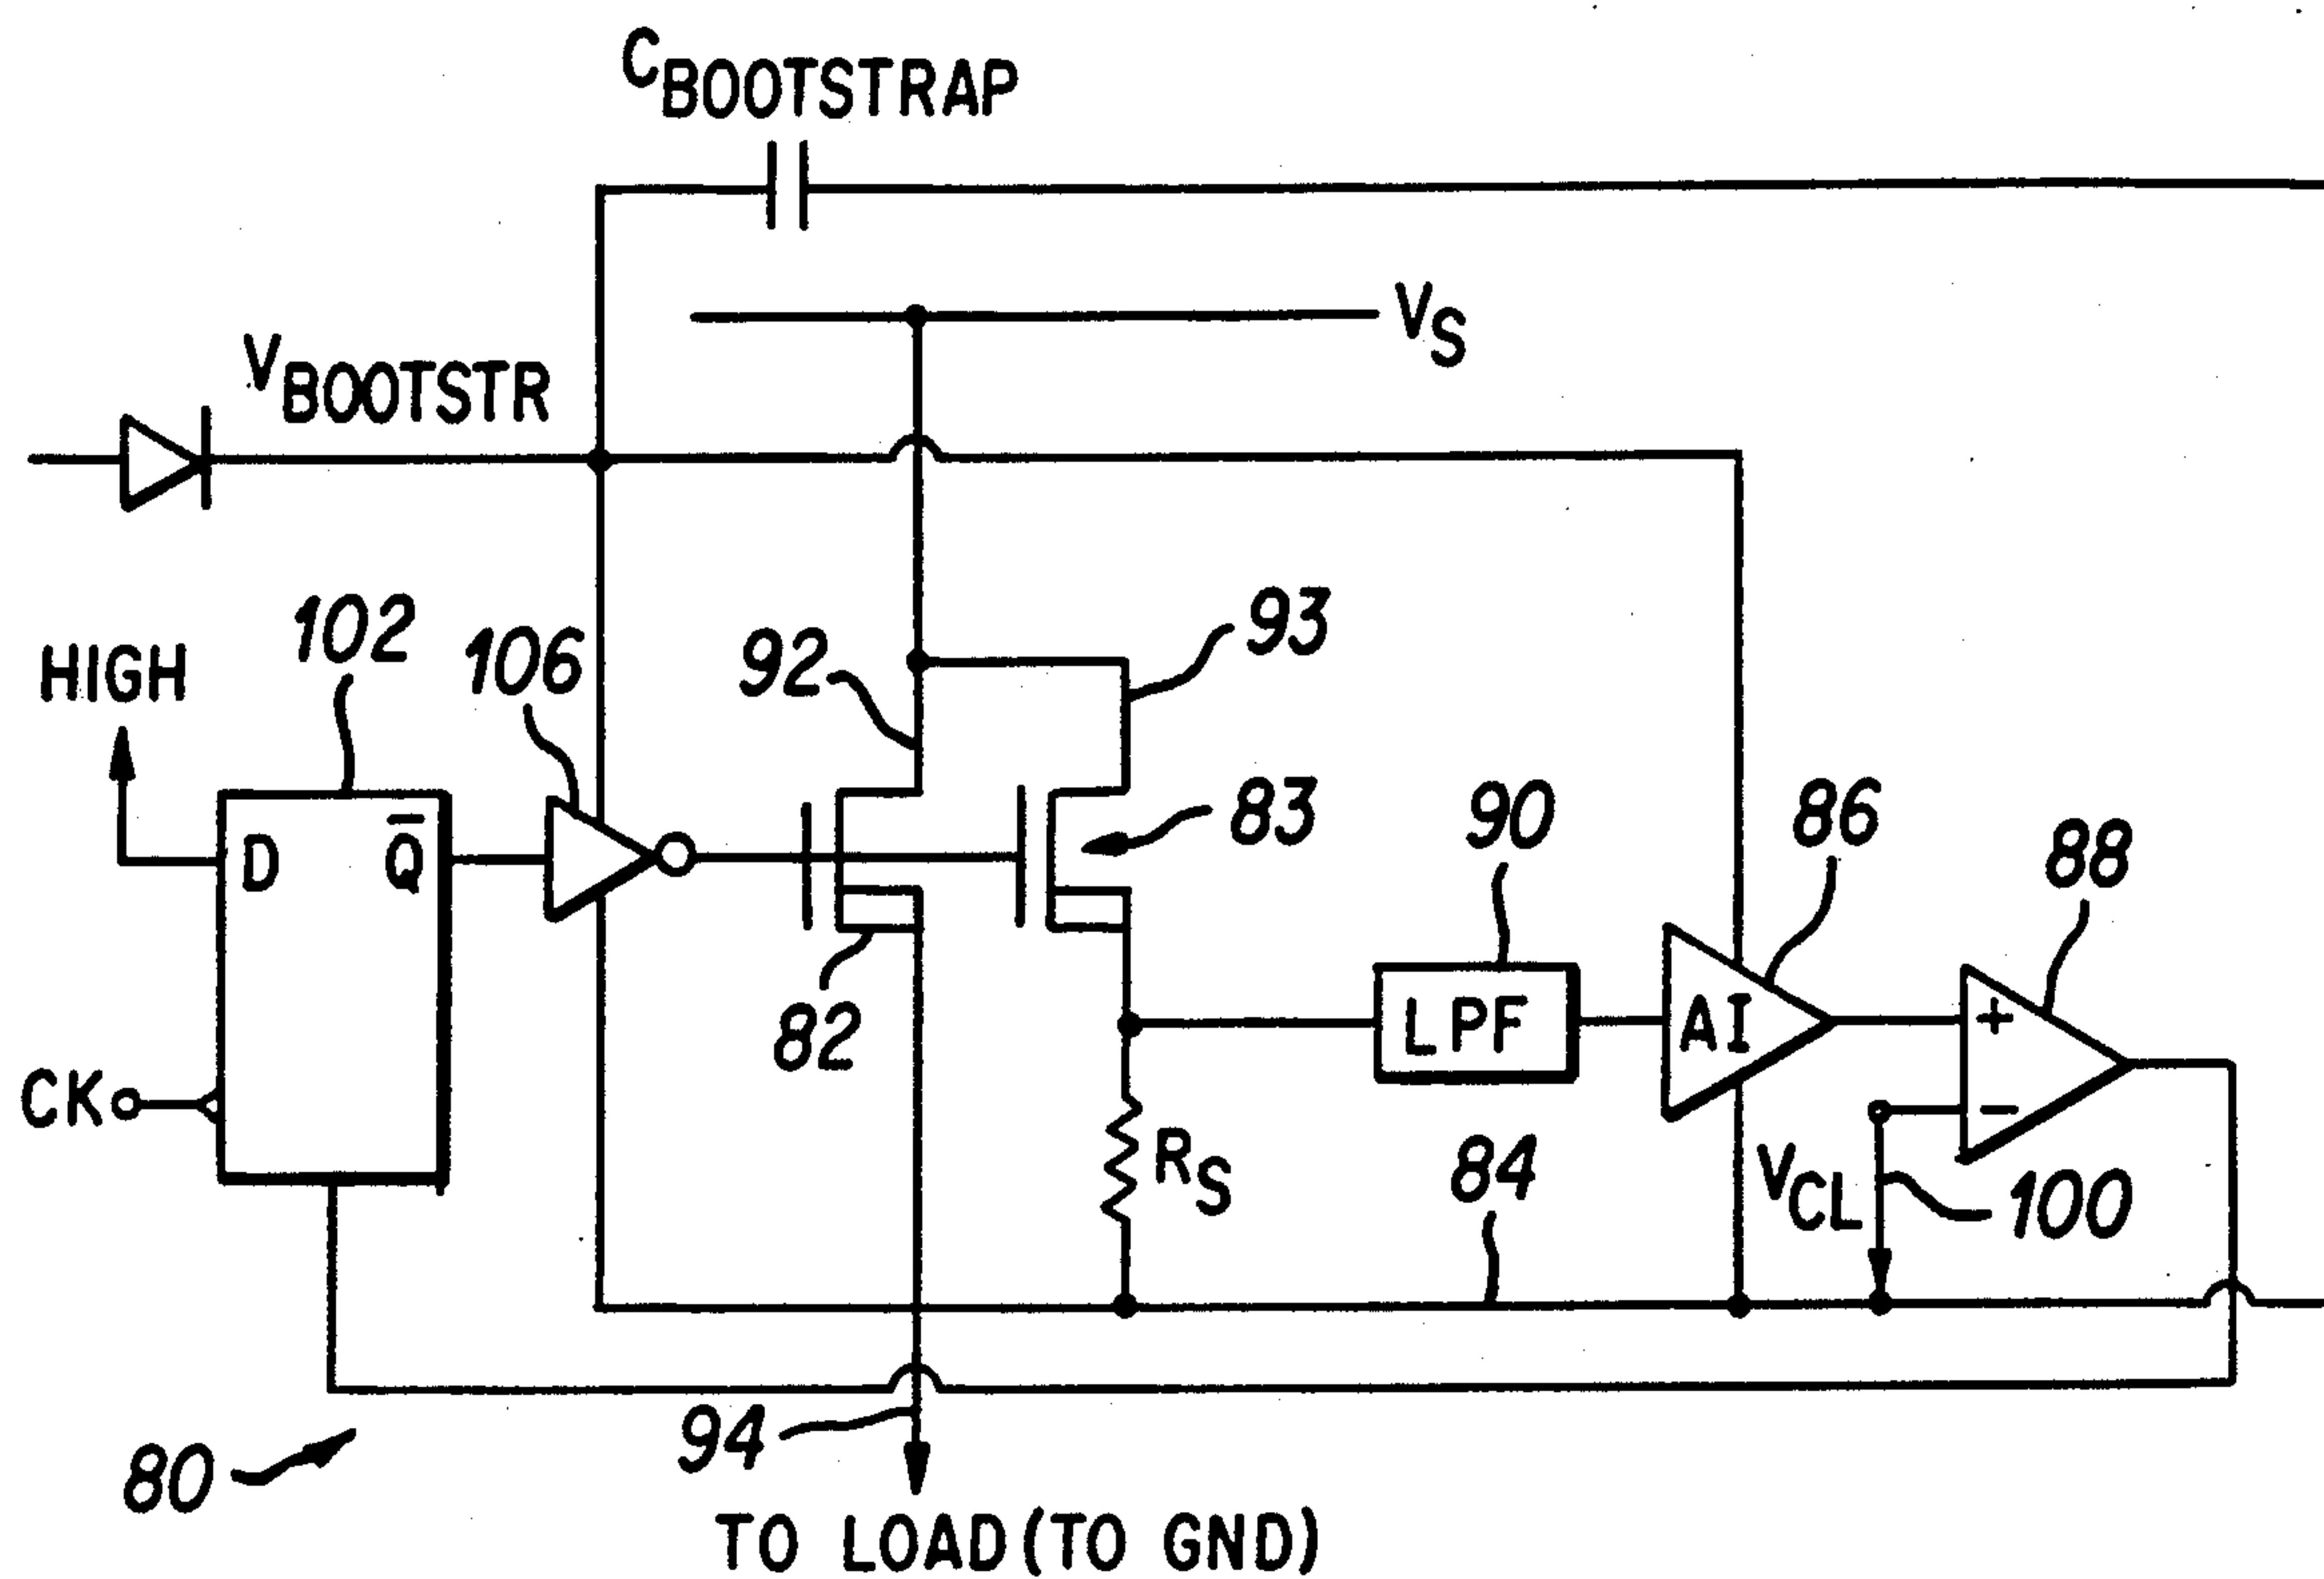 CBOOTSTRAP
VS
VBOOTSTR
HIGH
102
106
92
93
83
D
Q̅
90
86
88
82
LPF
AI
+
CK
−
RS
84
VCL
100
94
80
TO LOAD(TO GND)